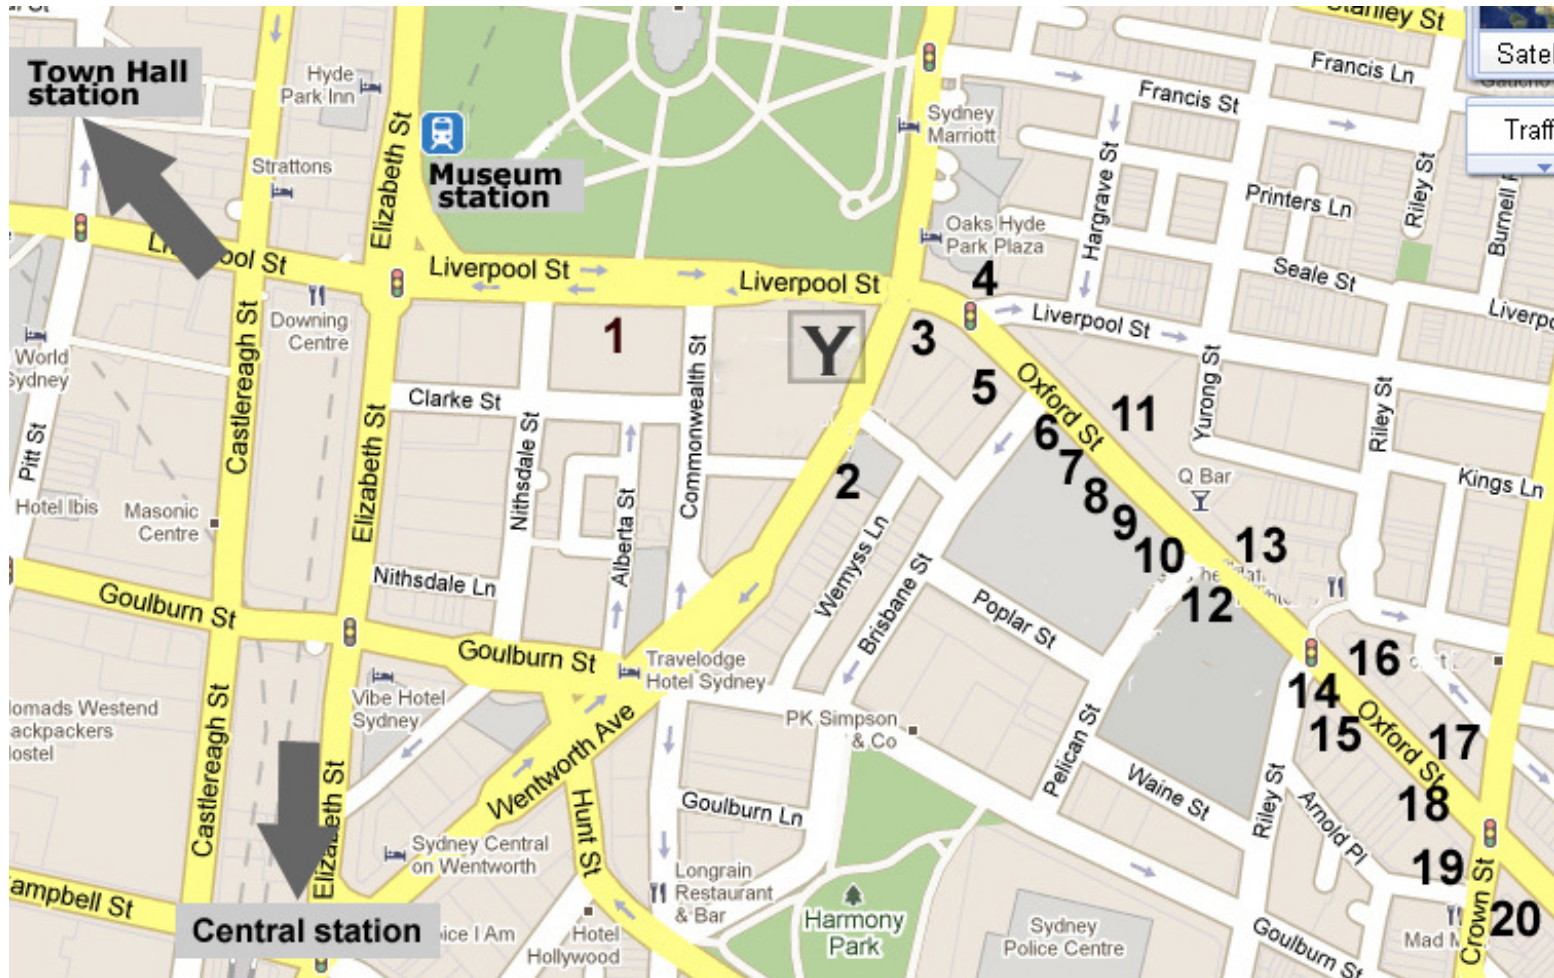 Stanley St
Town Hall
station
Hyde
Park Inn
Elizabeth St
Museum
station
Strattons
Sydney
Marriott
Francis Ln
Francis St
Satel
Traff
Hargrave St
Printers Ln
Riley St
Oaks Hyde
Park Plaza
Seale St
Liverpool St
Liverpool St
Liverpool St
4
Liverpool St
Downing
Centre
1
Y
3
5
World
Sydney
Castlereagh St
Clarke St
Commonwealth St
Oxford St
11
Yurong St
Riley St
Pitt St
Elizabeth St
Nithsdale St
2
6
7
8
9
10
Q Bar
13
Kings Ln
Hotel Ibis
Masonic
Centre
Alberta St
Wemyss Ln
Brisbane St
12
Nithsdale Ln
Goulburn St
Goulburn St
Poplar St
Travelodge
Hotel Sydney
Vibe Hotel
Sydney
PK Simpson
& Co
14
15
16
17
18
19
20
Oxford St
Wentworth Ave
Pelican St
Waine St
Riley St
Arnold Pl
Castlereagh St
Elizabeth St
Hunt St
Goulburn Ln
Sydney Central
on Wentworth
Longrain
Restaurant
& Bar
Harmony
Park
Sydney
Police Centre
Goulburn St
Crown St
Central station
Hotel
Hollywood